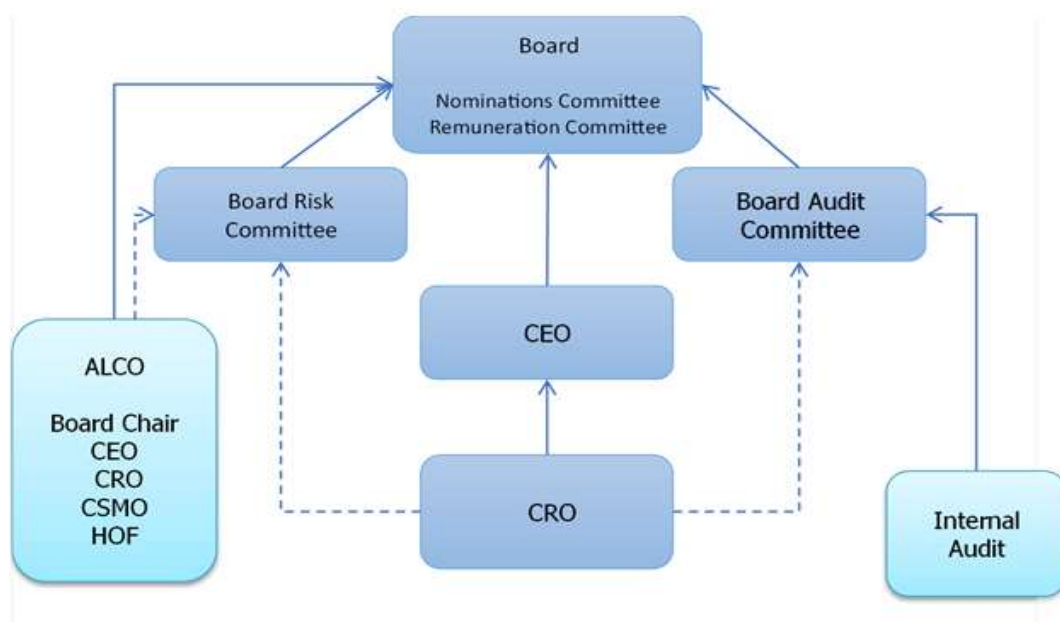 Board
Nominations Committee
Remuneration Committee
Board Risk
Committee
Board Audit
Committee
CEO
ALCO
Board Chair
CEO
CRO
CSMO
HOF
CRO
Internal
Audit